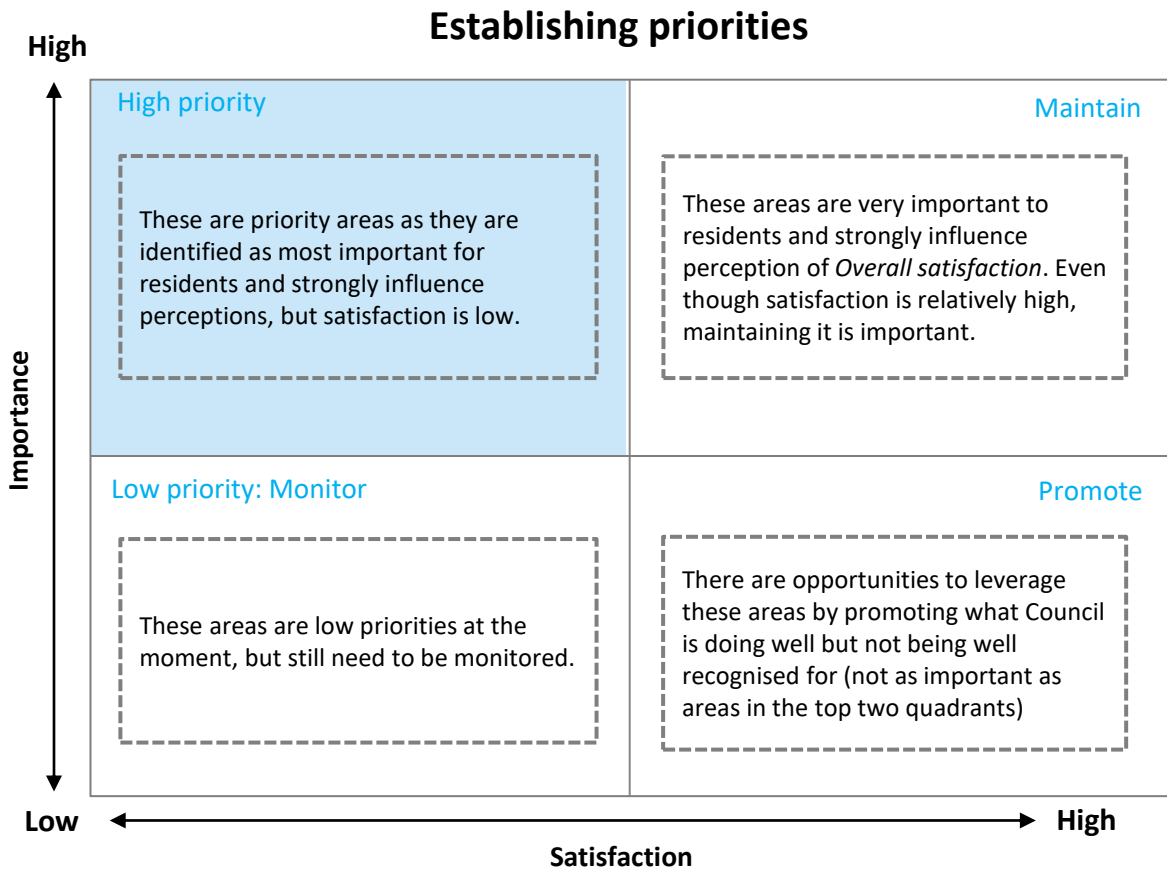 Establishing priorities
High
High priority
These are priority areas as they are
identified as most important for
residents and strongly influence
perceptions, but satisfaction is low.
Maintain
These areas are very important to
residents and strongly influence
perception of Overall satisfaction. Even
though satisfaction is relatively high,
maintaining it is important.
Importance
Low priority: Monitor
These areas are low priorities at the
moment, but still need to be monitored.
Promote
There are opportunities to leverage
these areas by promoting what Council
is doing well but not being well
recognised for (not as important as
areas in the top two quadrants)
Low
High
Satisfaction